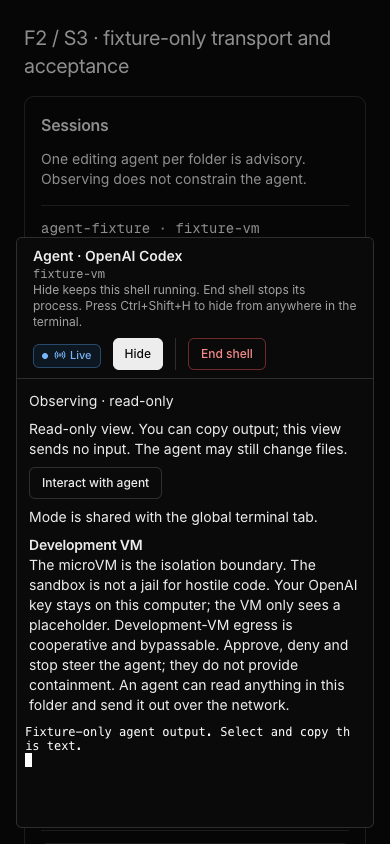 F2 / S3 · fixture-only transport and
acceptance
Sessions
One editing agent per folder is advisory.
Observing does not constrain the agent.
agent-fixture · fixture-vm
Agent · OpenAI Codex
fixture-vm
Hide keeps this shell running. End shell stops its
process. Press Ctrl+Shift+H to hide from anywhere in the
terminal.
Live
Hide
End shell
Observing · read-only
Read-only view. You can copy output; this view
sends no input. The agent may still change files.
Interact with agent
Mode is shared with the global terminal tab.
Development VM
The microVM is the isolation boundary. The
sandbox is not a jail for hostile code. Your OpenAI
key stays on this computer; the VM only sees a
placeholder. Development-VM egress is
cooperative and bypassable. Approve, deny and
stop steer the agent; they do not provide
containment. An agent can read anything in this
folder and send it out over the network.
Fixture-only agent output. Select and copy th
is text.